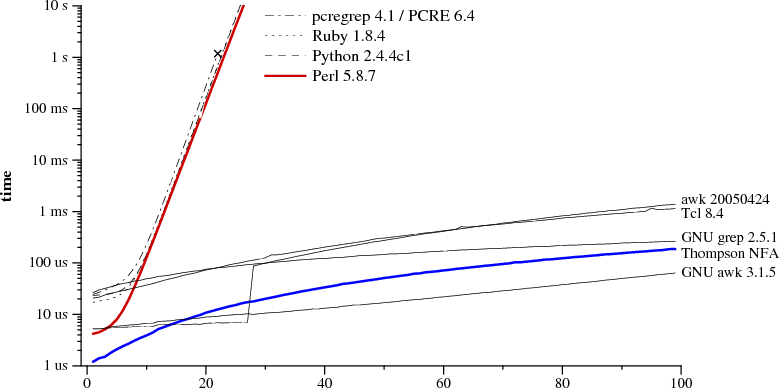 10 s
pcregrep 4.1 / PCRE 6.4
Ruby 1.8.4
1 s
Python 2.4.4c1
Perl 5.8.7
100 ms
10 ms
time
awk 20050424
1 ms
Tcl 8.4
GNU grep 2.5.1
100 us
Thompson NFA
GNU awk 3.1.5
10 us
1 us
0 20 40 60 80 100